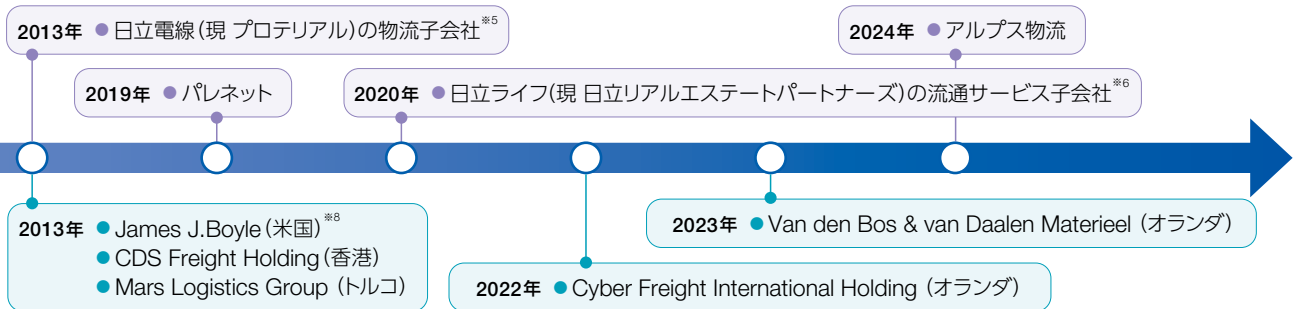 2013年 ● 日立電線(現 プロテリアル)の物流子会社※5
2024年 ● アルプス物流
2019年 ● パレネット
2020年 ● 日立ライフ(現 日立リアルエステートパートナーズ)の流通サービス子会社※6
2013年 ● James J.Boyle(米国)※8
● CDS Freight Holding(香港)
● Mars Logistics Group (トルコ)
2023年 ● Van den Bos & van Daalen Materieel (オランダ)
2022年 ● Cyber Freight International Holding (オランダ)